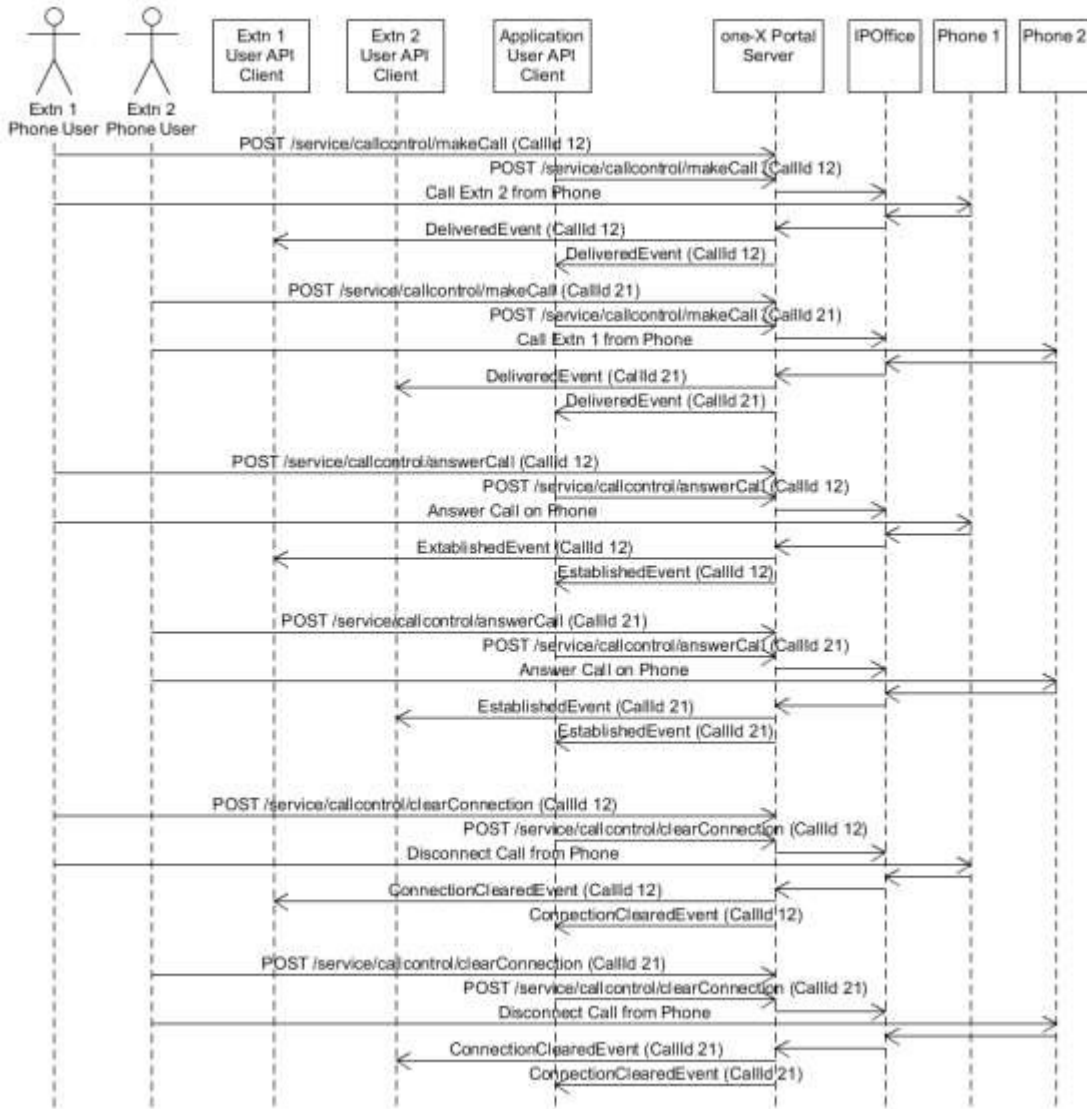 Extn 1
User API
Client
Extn 2
User API
Client
Application
User API
Client
one-X Portal
Server
IPOffice
Phone 1
Phone 2
Extn 1
Phone User
Extn 2
Phone User
POST /service/callcontrol/makeCall (CallId 12)
POST /service/callcontrol/makeCall (CallId 12)
Call Extn 2 from Phone
DeliveredEvent (CallId 12)
DeliveredEvent (CallId 12)
POST /service/callcontrol/makeCall (CallId 21)
POST /service/callcontrol/makeCall (CallId 21)
Call Extn 1 from Phone
DeliveredEvent (CallId 21)
DeliveredEvent (CallId 21)
POST /service/callcontrol/answerCall (CallId 12)
POST /service/callcontrol/answerCall (CallId 12)
Answer Call on Phone
ExtablishedEvent (CallId 12)
EstablishedEvent (CallId 12)
POST /service/callcontrol/answerCall (CallId 21)
POST /service/callcontrol/answerCall (CallId 21)
Answer Call on Phone
EstablishedEvent (CallId 21)
EstablishedEvent (CallId 21)
POST /service/callcontrol/clearConnection (CallId 12)
POST /service/callcontrol/clearConnection (CallId 12)
Disconnect Call from Phone
ConnectionClearedEvent (CallId 12)
ConnectionClearedEvent (CallId 12)
POST /service/callcontrol/clearConnection (CallId 21)
POST /service/callcontrol/clearConnection (CallId 21)
Disconnect Call from Phone
ConnectionClearedEvent (CallId 21)
ConnectionClearedEvent (CallId 21)